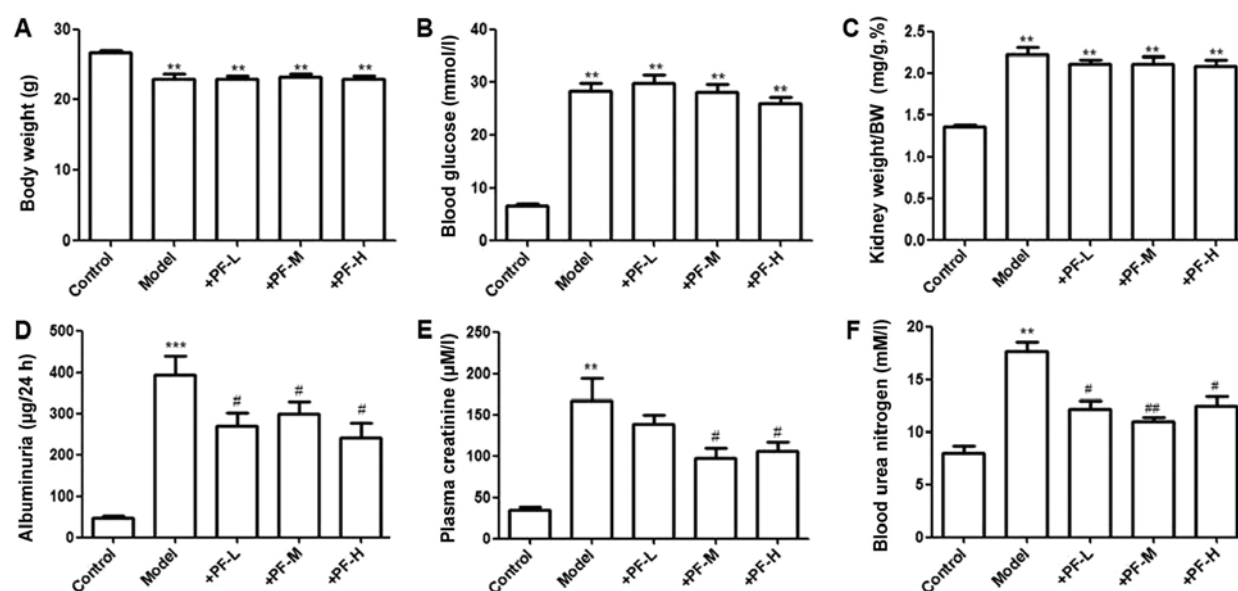 A
Body weight (g)
30
20
10
0
**
**
**
**
Control
Model
+PF-L
+PF-M
+PF-H
B
Blood glucose (mmol/l)
40
30
20
10
0
**
**
**
**
Control
Model
+PF-L
+PF-M
+PF-H
C
Kidney weight/BW (mg/g,%)
2.5
2.0
1.5
1.0
0.5
0.0
**
**
**
**
Control
Model
+PF-L
+PF-M
+PF-H
D
Albuminuria (µg/24 h)
500
400
300
200
100
0
***
#
#
#
Control
Model
+PF-L
+PF-M
+PF-H
E
Plasma creatinine (µM/l)
250
200
150
100
50
0
**
#
#
Control
Model
+PF-L
+PF-M
+PF-H
F
Blood urea nitrogen (mM/l)
20
15
10
5
0
**
#
##
#
Control
Model
+PF-L
+PF-M
+PF-H